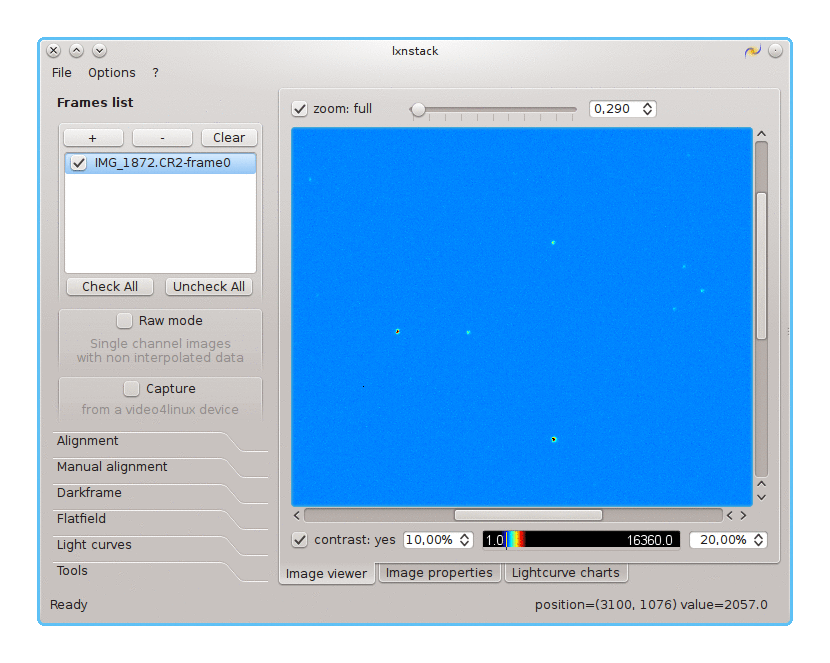 lxnstack
File Options ?
Frames list
+ - Clear
IMG_1872.CR2-frame0
Check All Uncheck All
Raw mode
Single channel images
with non interpolated data
Capture
from a video4linux device
Alignment
Manual alignment
Darkframe
Flatfield
Light curves
Tools
zoom: full 0,290
contrast: yes 10,00% 1.0 16360.0 20,00%
Image viewer Image properties Lightcurve charts
Ready position=(3100, 1076) value=2057.0